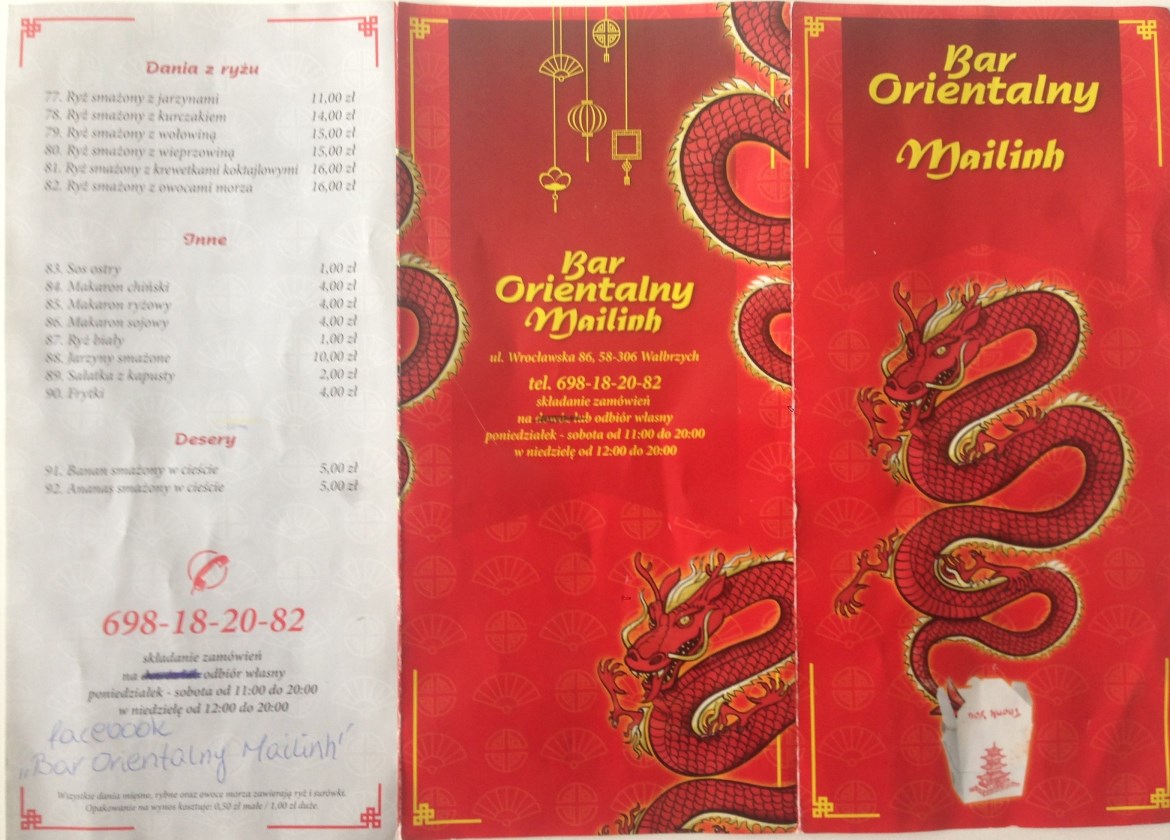 Dania z ryżu
77. Ryż smażony z jarzynami 11,00 zł
78. Ryż smażony z kurczakiem 14,00 zł
79. Ryż smażony z wołowiną 15,00 zł
80. Ryż smażony z wieprzowiną 15,00 zł
81. Ryż smażony z krewetkami koktajlowymi 16,00 zł
82. Ryż smażony z owocami morza 16,00 zł
Inne
83. Sos ostry 1,00 zł
84. Makaron chiński 4,00 zł
85. Makaron ryżowy 4,00 zł
86. Makaron sojowy 4,00 zł
87. Ryż biały 1,00 zł
88. Jarzyny smażone 10,00 zł
89. Sałatka z kapusty 2,00 zł
90. Frytki 4,00 zł
Desery
91. Banan smażony w cieście 5,00 zł
92. Ananas smażony w cieście 5,00 zł
698-18-20-82
składanie zamówień
na odbiór własny
poniedziałek - sobota od 11:00 do 20:00
w niedzielę od 12:00 do 20:00
facebook
„Bar Orientalny Mailinh"
Wszystkie dania mięsne, rybne oraz owoce morza zawierają ryż i surówki.
Opakowanie na wynos kosztuje: 0,50 zł małe / 1,00 zł duże.
Bar
Orientalny
Mailinh
ul. Wrocławska 86, 58-306 Wałbrzych
tel. 698-18-20-82
składanie zamówień
na dowóz lub odbiór własny
poniedziałek - sobota od 11:00 do 20:00
w niedzielę od 12:00 do 20:00
Bar
Orientalny
Mailinh
Thank you